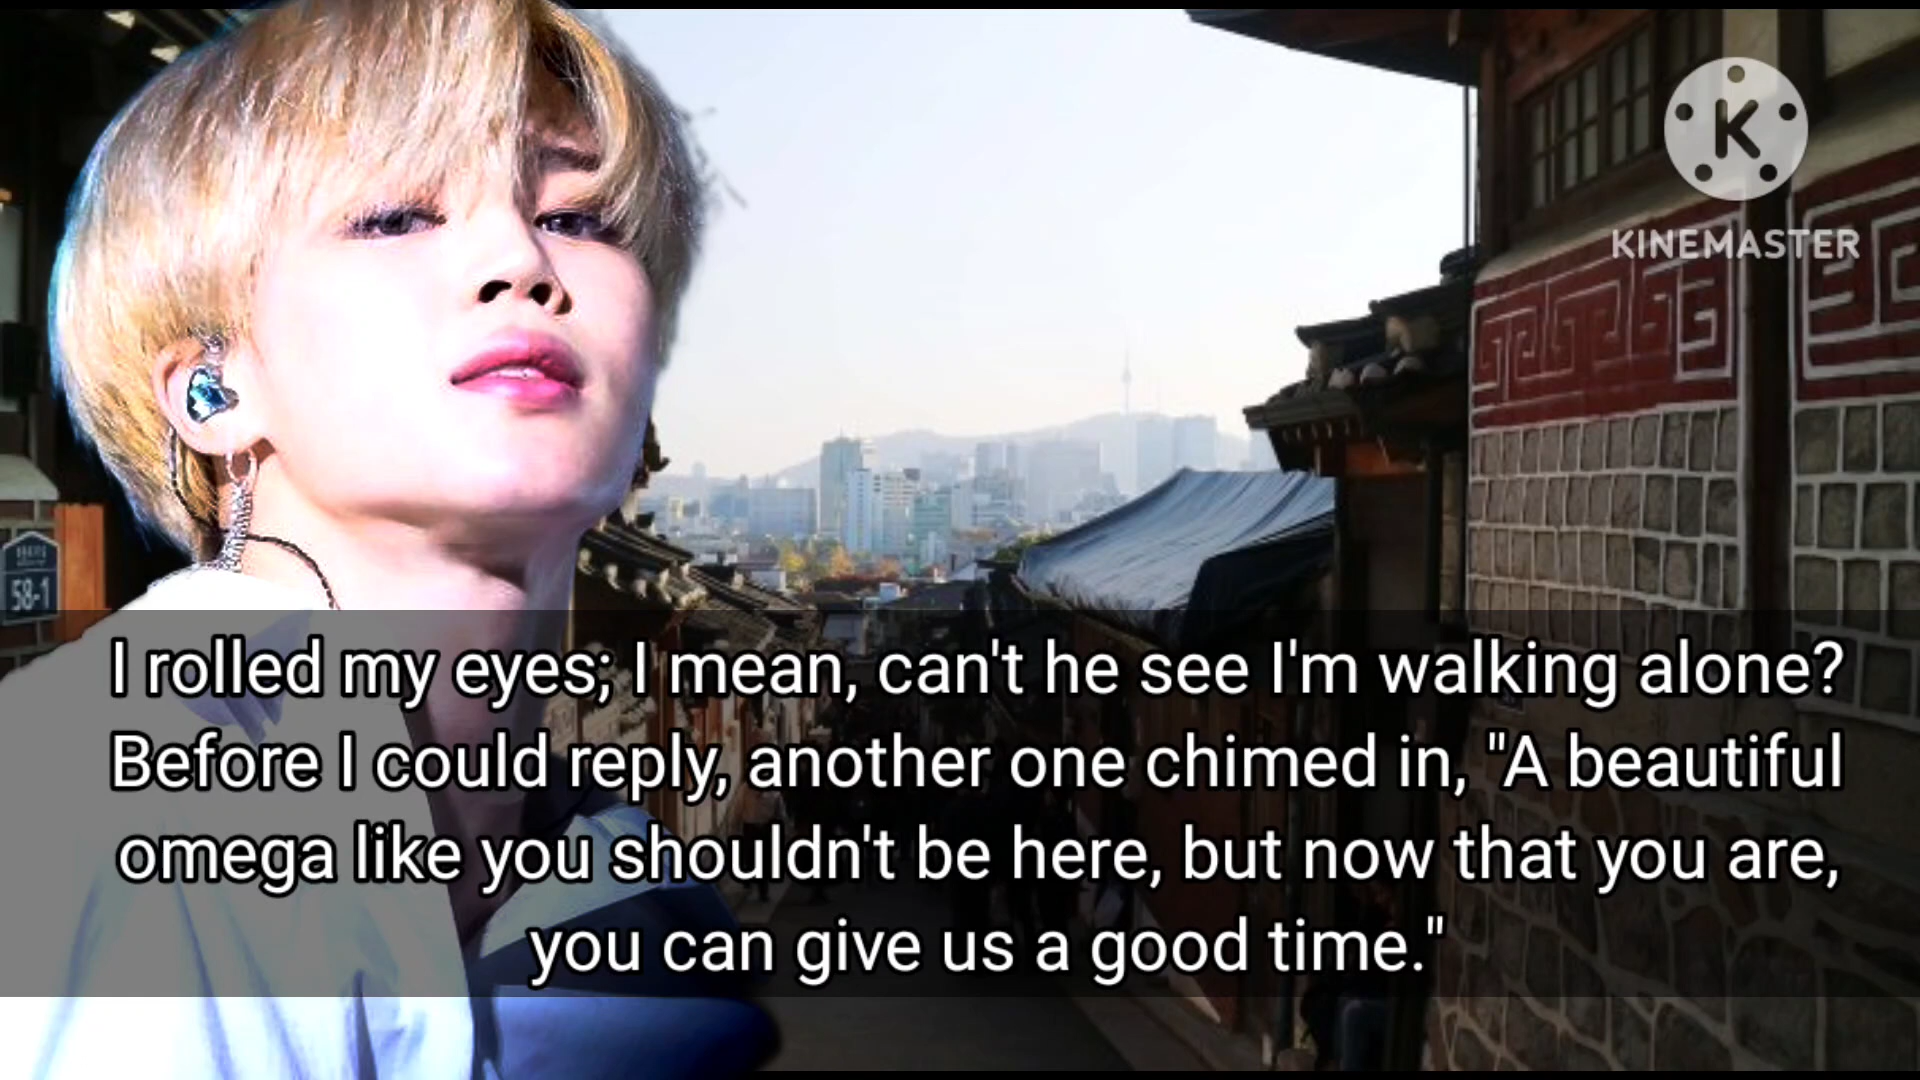 K
KINEMASTER
58-1
I rolled my eyes; I mean, can't he see I'm walking alone?
Before I could reply, another one chimed in, "A beautiful
omega like you shouldn't be here, but now that you are,
you can give us a good time."